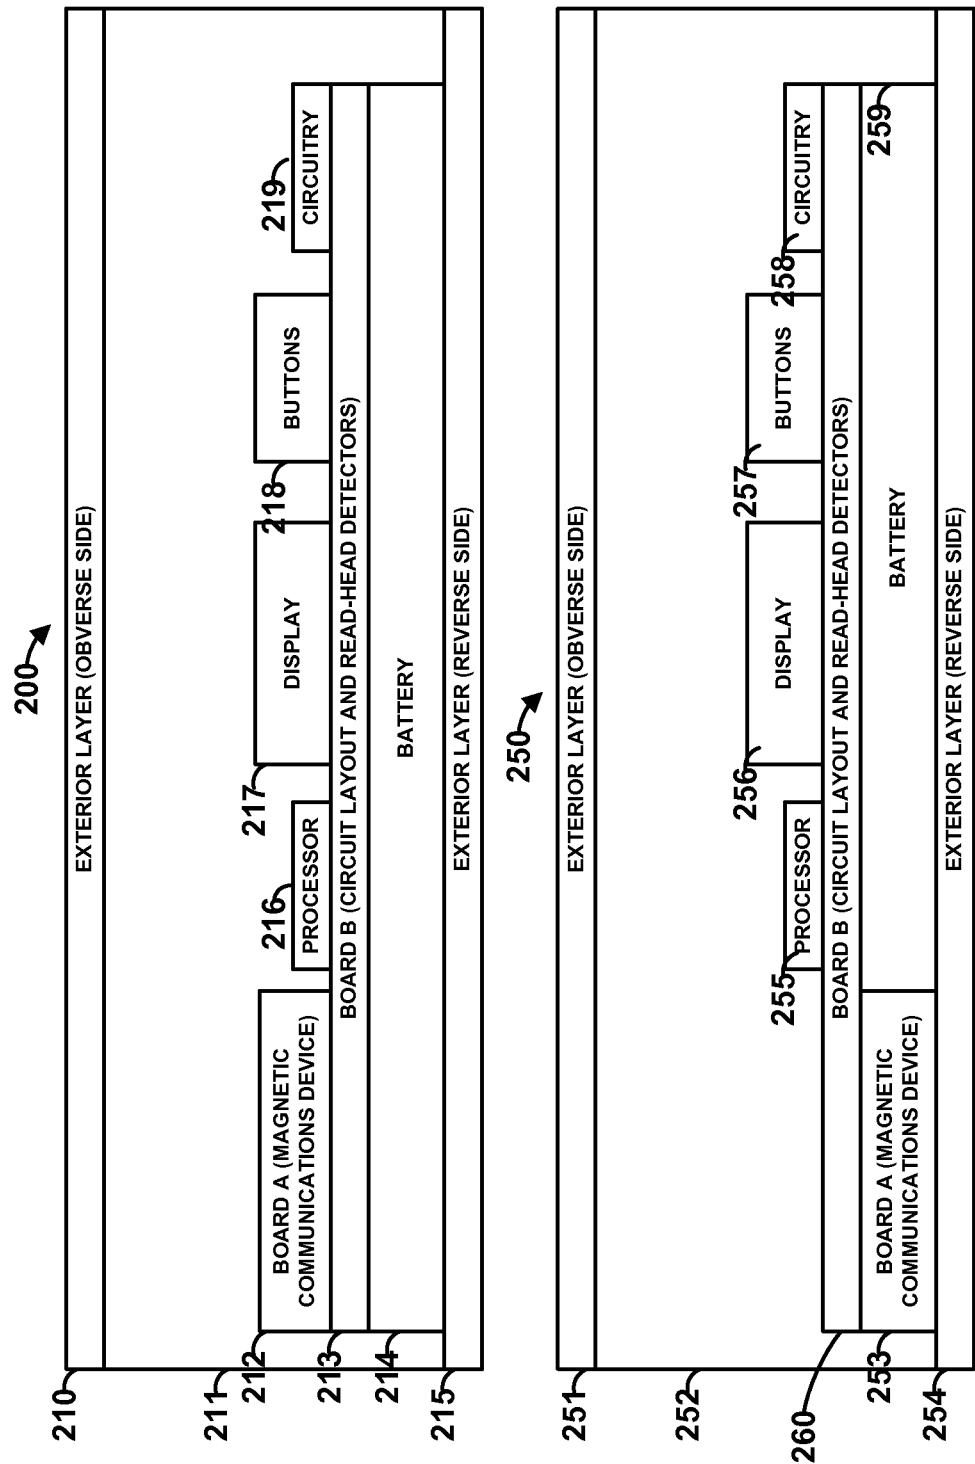 200
EXTERIOR LAYER (OBVERSE SIDE)
210
211
BOARD A (MAGNETIC
COMMUNICATIONS DEVICE)
212
PROCESSOR
216
DISPLAY
217
BUTTONS
218
CIRCUITRY
219
BOARD B (CIRCUIT LAYOUT AND READ-HEAD DETECTORS)
213
BATTERY
214
EXTERIOR LAYER (REVERSE SIDE)
215
250
EXTERIOR LAYER (OBVERSE SIDE)
251
252
PROCESSOR
255
DISPLAY
256
BUTTONS
257
CIRCUITRY
258
BOARD B (CIRCUIT LAYOUT AND READ-HEAD DETECTORS)
260
BOARD A (MAGNETIC
COMMUNICATIONS DEVICE)
253
BATTERY
259
EXTERIOR LAYER (REVERSE SIDE)
254